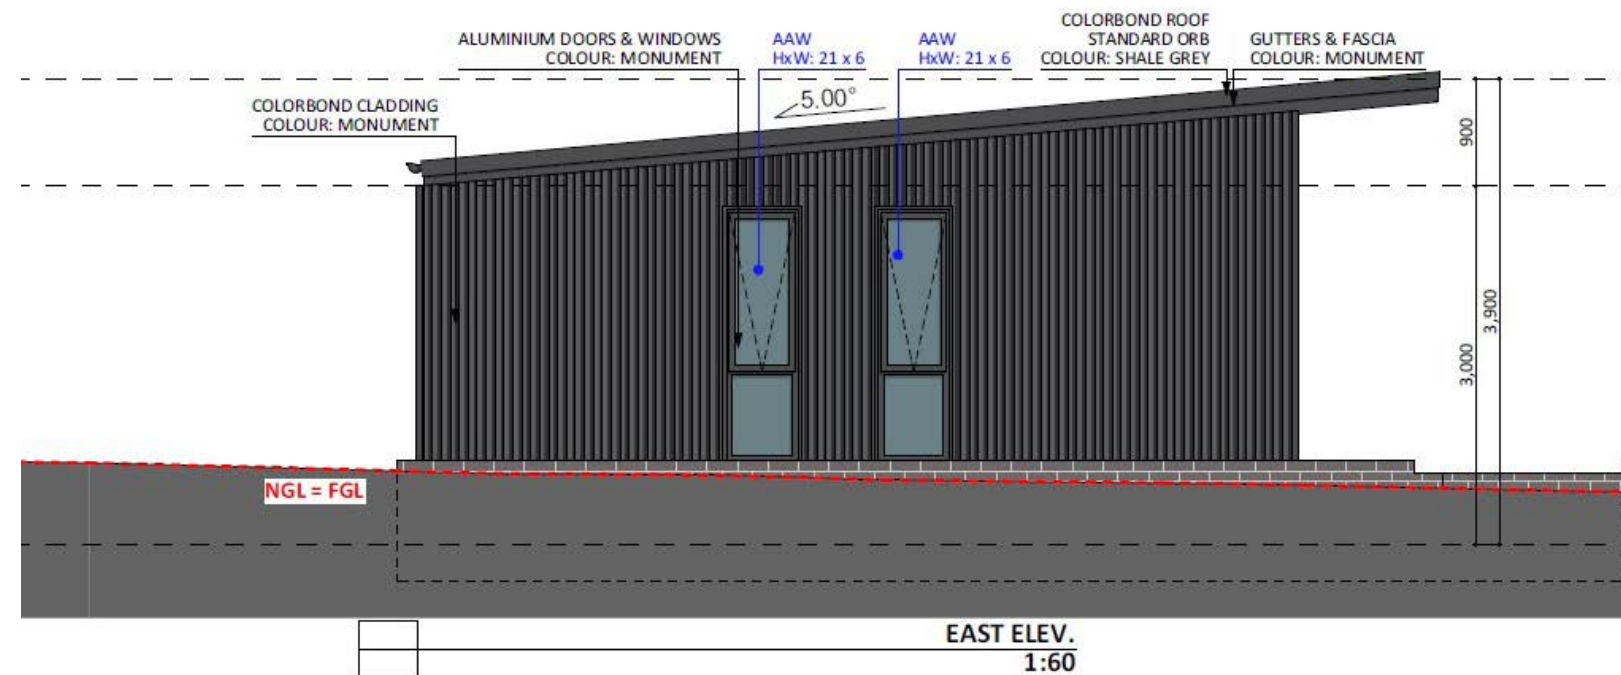 ALUMINIUM DOORS & WINDOWS
COLOUR: MONUMENT
AAW
HxW: 21 x 6
AAW
HxW: 21 x 6
COLORBOND ROOF
STANDARD ORB
COLOUR: SHALE GREY
GUTTERS & FASCIA
COLOUR: MONUMENT
COLORBOND CLADDING
COLOUR: MONUMENT
5.00°
900
3,900
3,000
NGL = FGL
EAST ELEV.
1:60